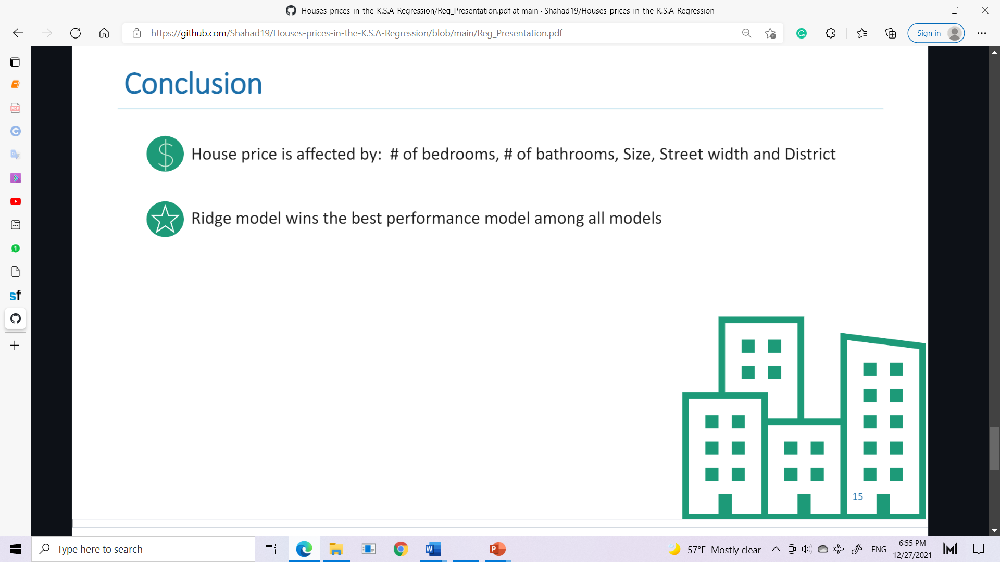 Houses-prices-in-the-K.S.A-Regression/Reg_Presentation.pdf at main · Shahad19/Houses-prices-in-the-K.S.A-Regression
https://github.com/Shahad19/Houses-prices-in-the-K.S.A-Regression/blob/main/Reg_Presentation.pdf
Sign in
Conclusion
House price is affected by: # of bedrooms, # of bathrooms, Size, Street width and District
Ridge model wins the best performance model among all models
PDF
1
sf
15
Type here to search
57°F Mostly clear
ENG
6:55 PM
12/27/2021